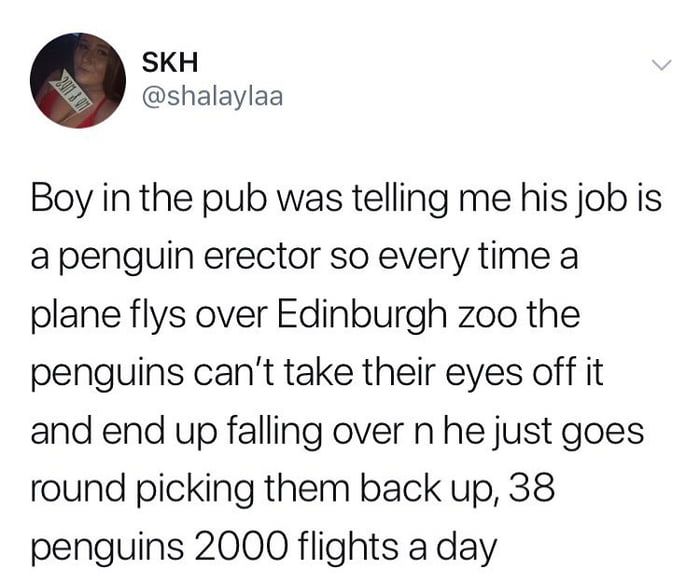 SKH
@shalaylaa
Boy in the pub was telling me his job is
a penguin erector so every time a
plane flys over Edinburgh zoo the
penguins can't take their eyes off it
and end up falling over n he just goes
round picking them back up, 38
penguins 2000 flights a day